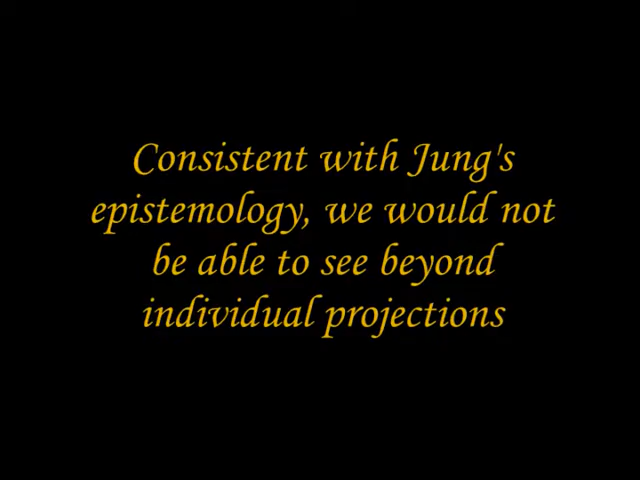 Consistent with Jung's
epistemology, we would not
be able to see beyond
individual projections